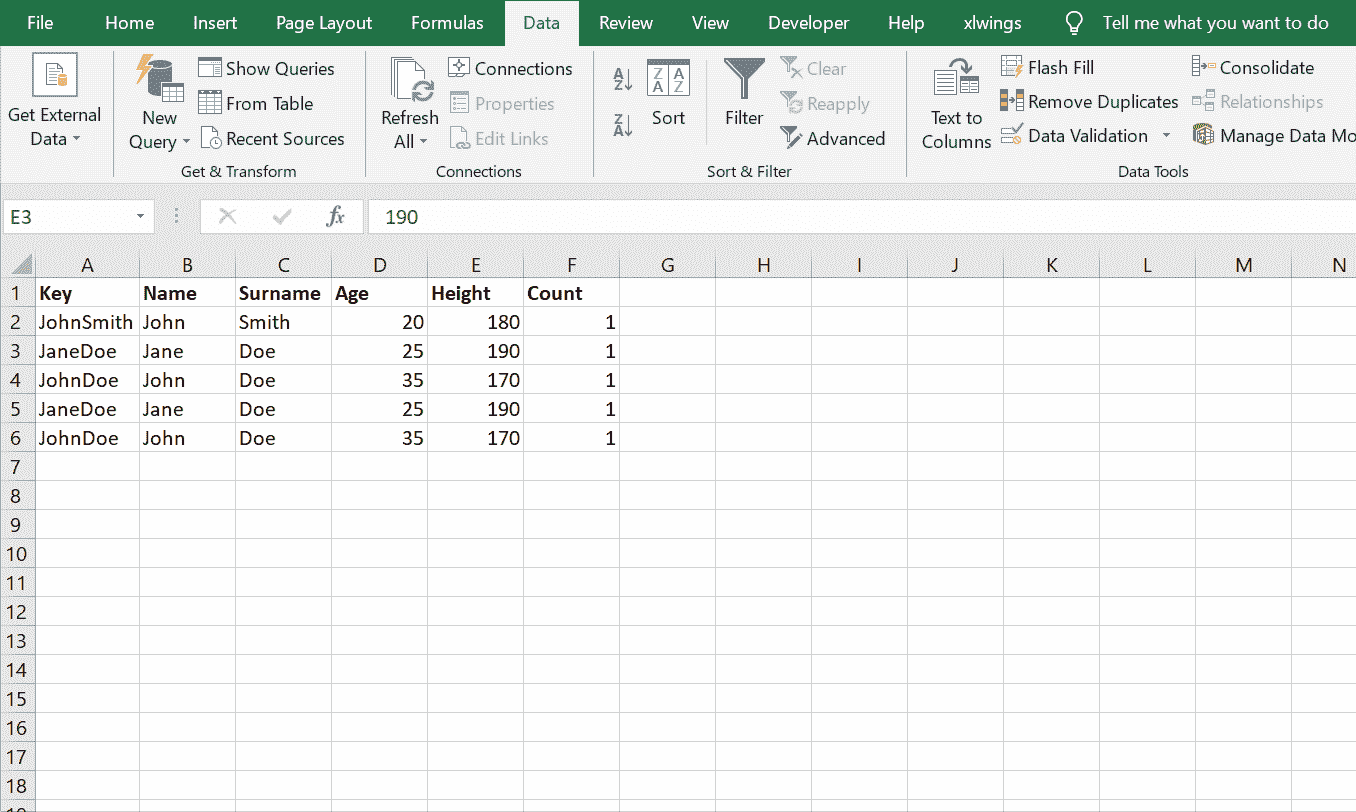 File Home Insert Page Layout Formulas Data Review View Developer Help xlwings Tell me what you want to do
Get External Data
New Query
Show Queries
From Table
Recent Sources
Get & Transform
Refresh All
Connections
Properties
Edit Links
Connections
Sort
Filter
Clear
Reapply
Advanced
Sort & Filter
Text to Columns
Flash Fill
Remove Duplicates
Data Validation
Consolidate
Relationships
Manage Data Mo
Data Tools
E3 fx 190
A B C D E F G H I J K L M N
1 Key Name Surname Age Height Count
2 JohnSmith John Smith 20 180 1
3 JaneDoe Jane Doe 25 190 1
4 JohnDoe John Doe 35 170 1
5 JaneDoe Jane Doe 25 190 1
6 JohnDoe John Doe 35 170 1
7
8
9
10
11
12
13
14
15
16
17
18